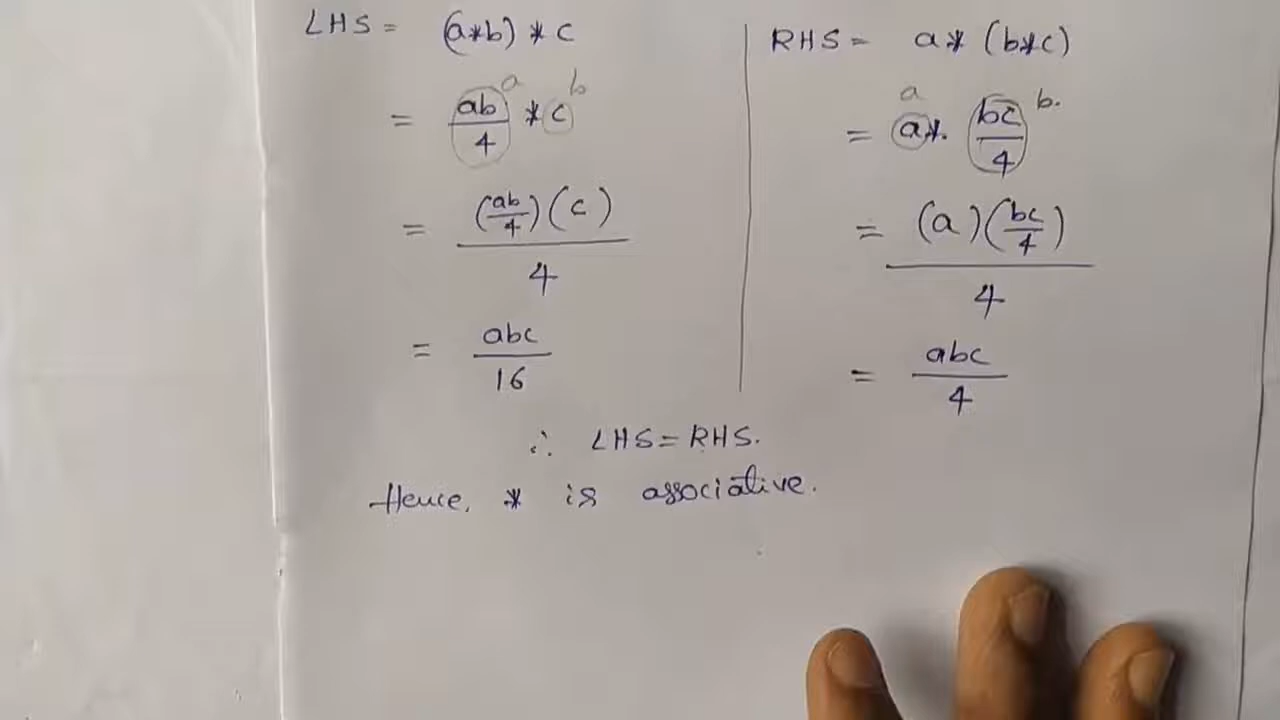 LHS = (a*b) * c
= ab/4 * c
a b
= (ab/4)(c)/4
= abc/16
RHS = a* (b*c)
a b.
= a*. bc/4
= (a)(bc/4)/4
= abc/4
∴ LHS = RHS.
Hence, * is associative.